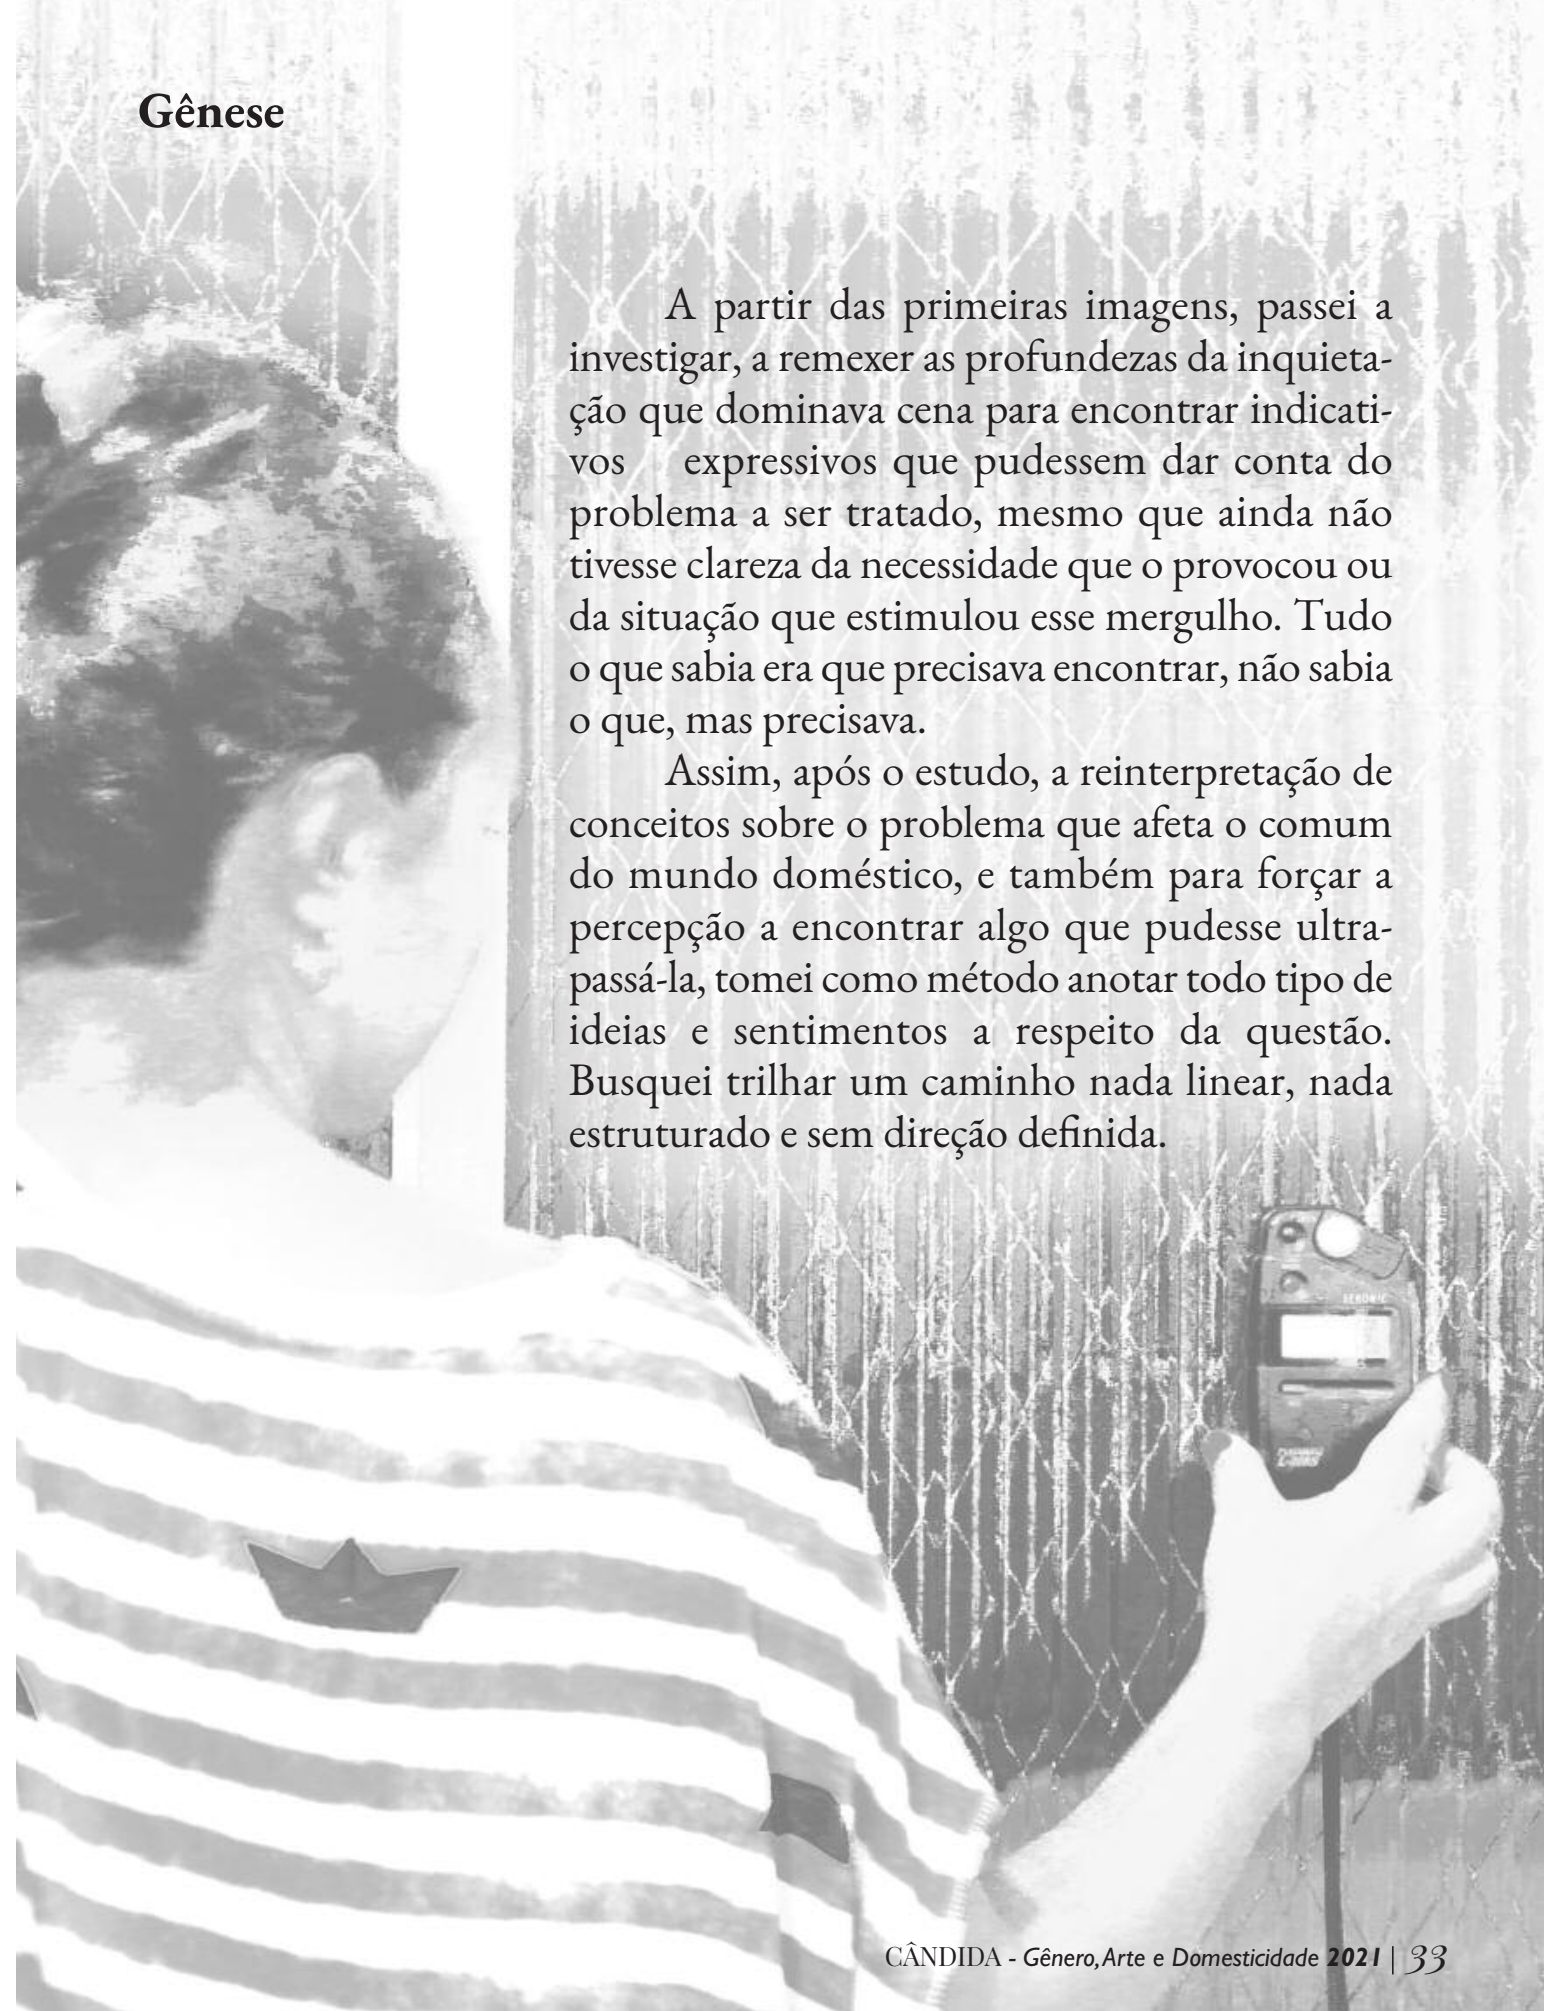 Gênese
A partir das primeiras imagens, passei a
investigar, a remexer as profundezas da inquieta-
ção que dominava cena para encontrar indicati-
vos expressivos que pudessem dar conta do
problema a ser tratado, mesmo que ainda não
tivesse clareza da necessidade que o provocou ou
da situação que estimulou esse mergulho. Tudo
o que sabia era que precisava encontrar, não sabia
o que, mas precisava.
Assim, após o estudo, a reinterpretação de
conceitos sobre o problema que afeta o comum
do mundo doméstico, e também para forçar a
percepção a encontrar algo que pudesse ultra-
passá-la, tomei como método anotar todo tipo de
ideias e sentimentos a respeito da questão.
Busquei trilhar um caminho nada linear, nada
estruturado e sem direção definida.
SEKONIC
CÂNDIDA - Gênero, Arte e Domesticidade 2021 | 33